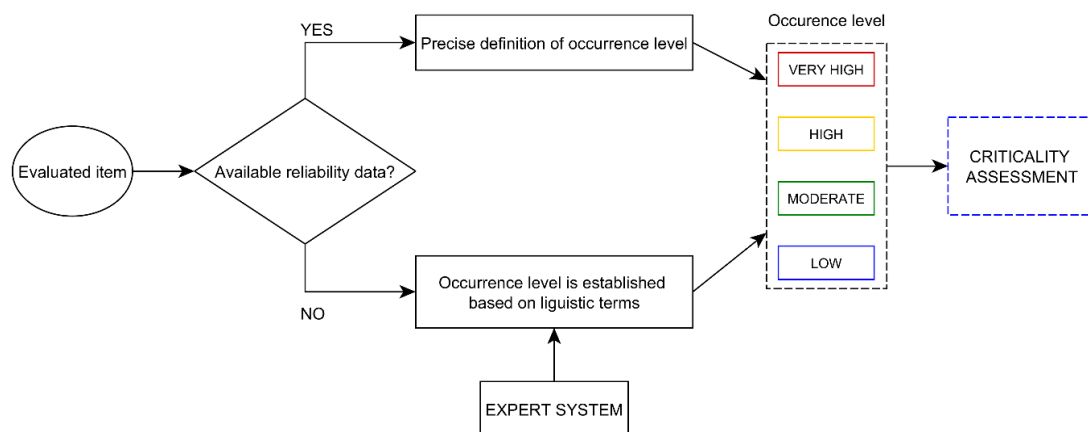 Occurence level
YES
Precise definition of occurrence level
VERY HIGH
HIGH
Evaluated item
Available reliability data?
CRITICALITY
ASSESSMENT
MODERATE
LOW
NO
Occurrence level is established
based on liguistic terms
EXPERT SYSTEM